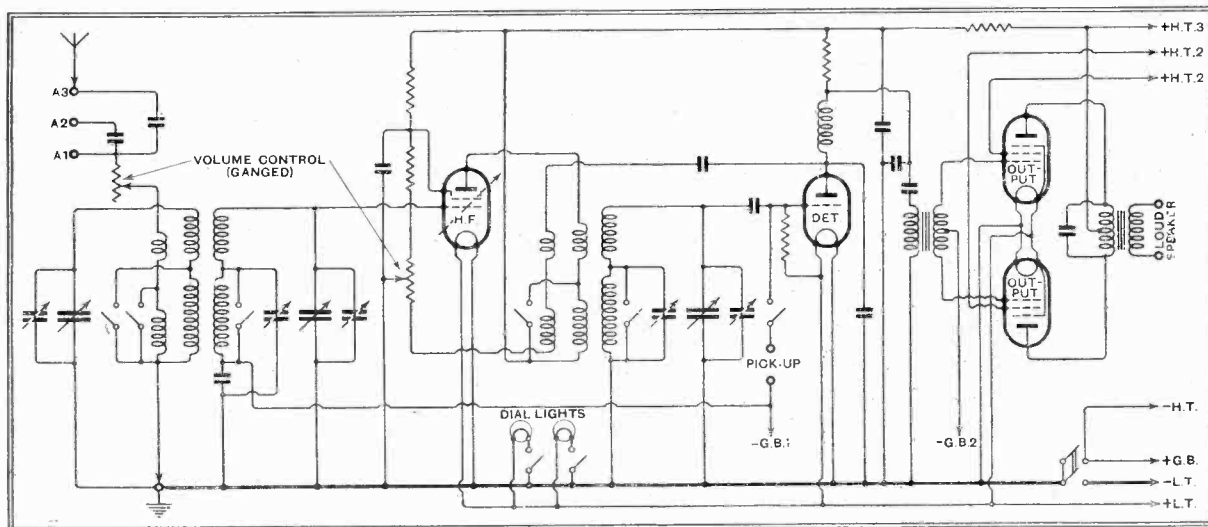 A3
A2
A1
VOLUME CONTROL
(GANGED)
H.F.
DET
OUT-
PUT
OUT-
PUT
LOUD
SPEAKER
PICK-UP
-G.B.1
-G.B.2
DIAL LIGHTS
+H.T.3
+H.T.2
+H.T.2
-H.T.
+G.B.
-L.T.
+L.T.